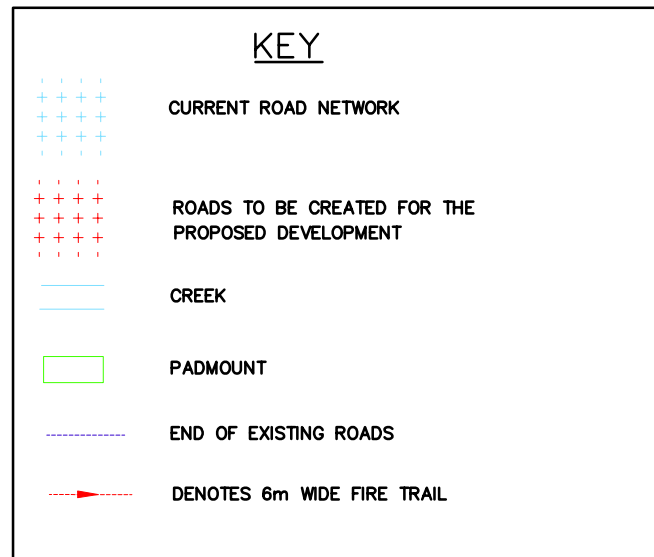 KEY
CURRENT ROAD NETWORK
ROADS TO BE CREATED FOR THE
PROPOSED DEVELOPMENT
CREEK
PADMOUNT
END OF EXISTING ROADS
DENOTES 6m WIDE FIRE TRAIL